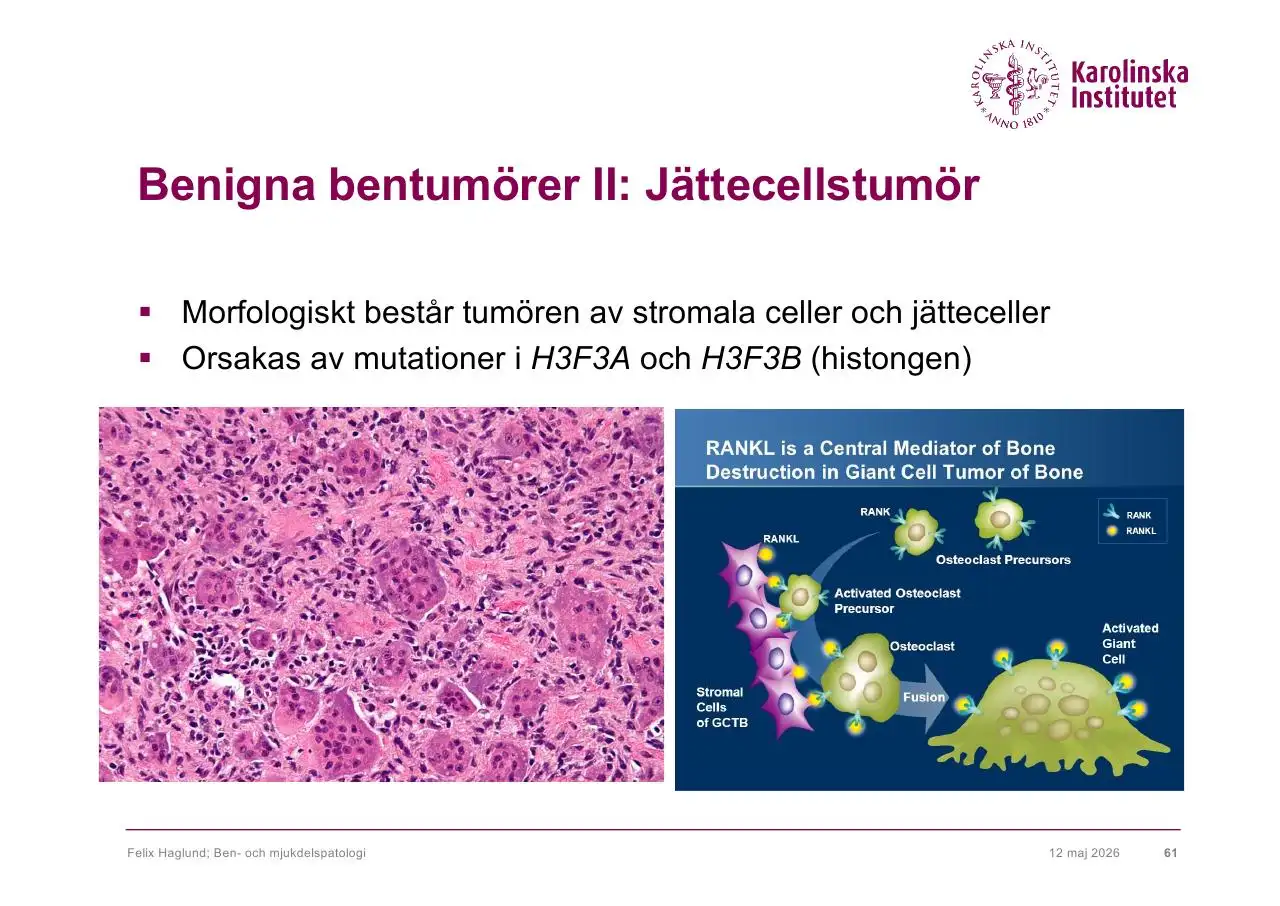 KAROLINSKA INSTITUTET
ANNO 1810
Karolinska
Institutet
Benigna bentumörer II: Jättecellstumör
▪ Morfologiskt består tumören av stromala celler och jätteceller
▪ Orsakas av mutationer i H3F3A och H3F3B (histongen)
RANKL is a Central Mediator of Bone
Destruction in Giant Cell Tumor of Bone
RANK
RANK
RANKL
RANKL
Osteoclast Precursors
Activated Osteoclast
Precursor
Osteoclast
Activated
Giant
Cell
Stromal
Cells
of GCTB
Fusion
Felix Haglund; Ben- och mjukdelspatologi
12 maj 2026
61